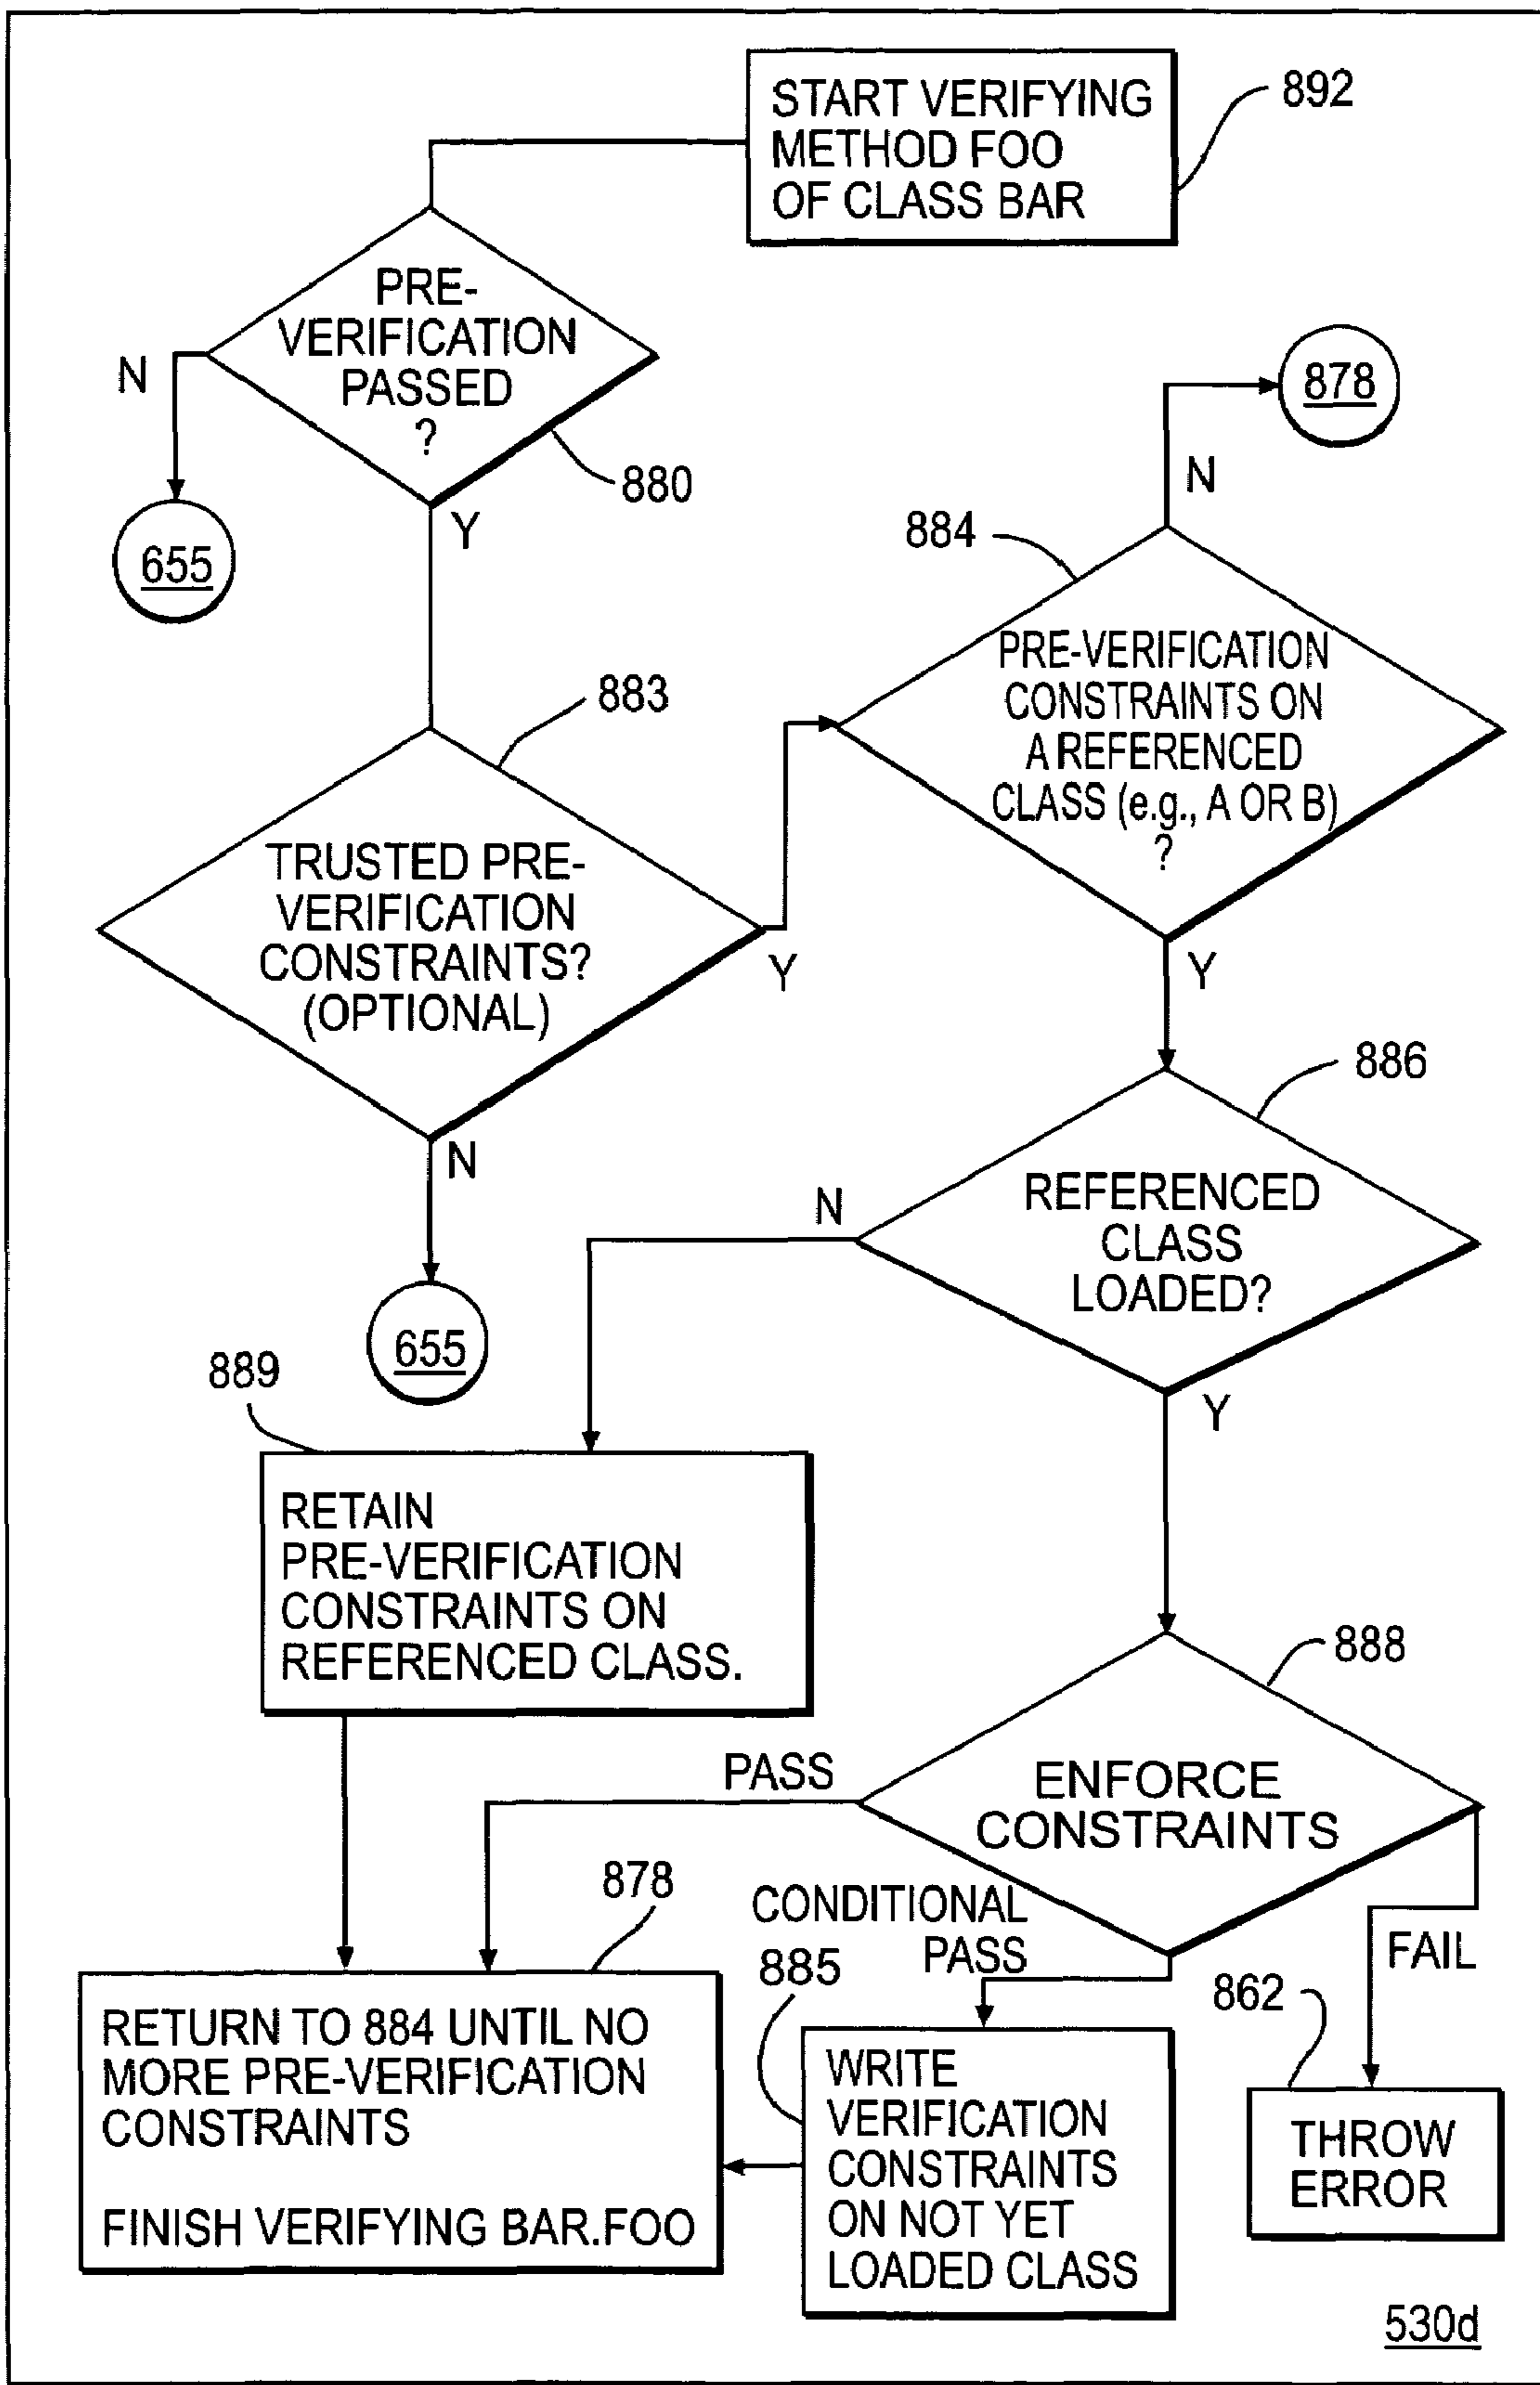 START VERIFYING
METHOD FOO
OF CLASS BAR
892
PRE-
VERIFICATION
PASSED
?
N
880
Y
655
878
N
884
PRE-VERIFICATION
CONSTRAINTS ON
A REFERENCED
CLASS (e.g., A OR B)
?
Y
883
TRUSTED PRE-
VERIFICATION
CONSTRAINTS?
(OPTIONAL)
Y
N
655
886
REFERENCED
CLASS
LOADED?
N
Y
889
RETAIN
PRE-VERIFICATION
CONSTRAINTS ON
REFERENCED CLASS.
888
ENFORCE
CONSTRAINTS
PASS
CONDITIONAL
PASS
FAIL
878
RETURN TO 884 UNTIL NO
MORE PRE-VERIFICATION
CONSTRAINTS
FINISH VERIFYING BAR.FOO
885
WRITE
VERIFICATION
CONSTRAINTS
ON NOT YET
LOADED CLASS
862
THROW
ERROR
530d